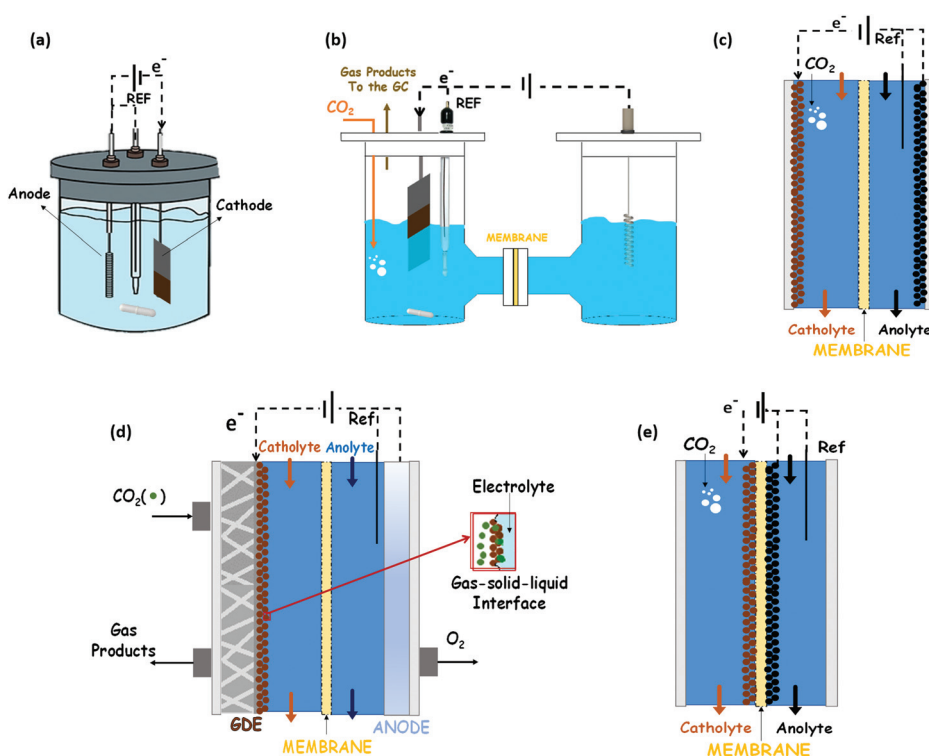 (a)
e-
REF
Anode
Cathode
(b)
Gas Products
To the GC
CO2
e-
REF
MEMBRANE
(c)
e-
Ref
CO2
Catholyte
Anolyte
MEMBRANE
(d)
e-
Ref
Catholyte
Anolyte
CO2( )
Electrolyte
Gas-solid-liquid
Interface
Gas
Products
O2
GDE
ANODE
MEMBRANE
(e)
e-
CO2
Ref
Catholyte
Anolyte
MEMBRANE